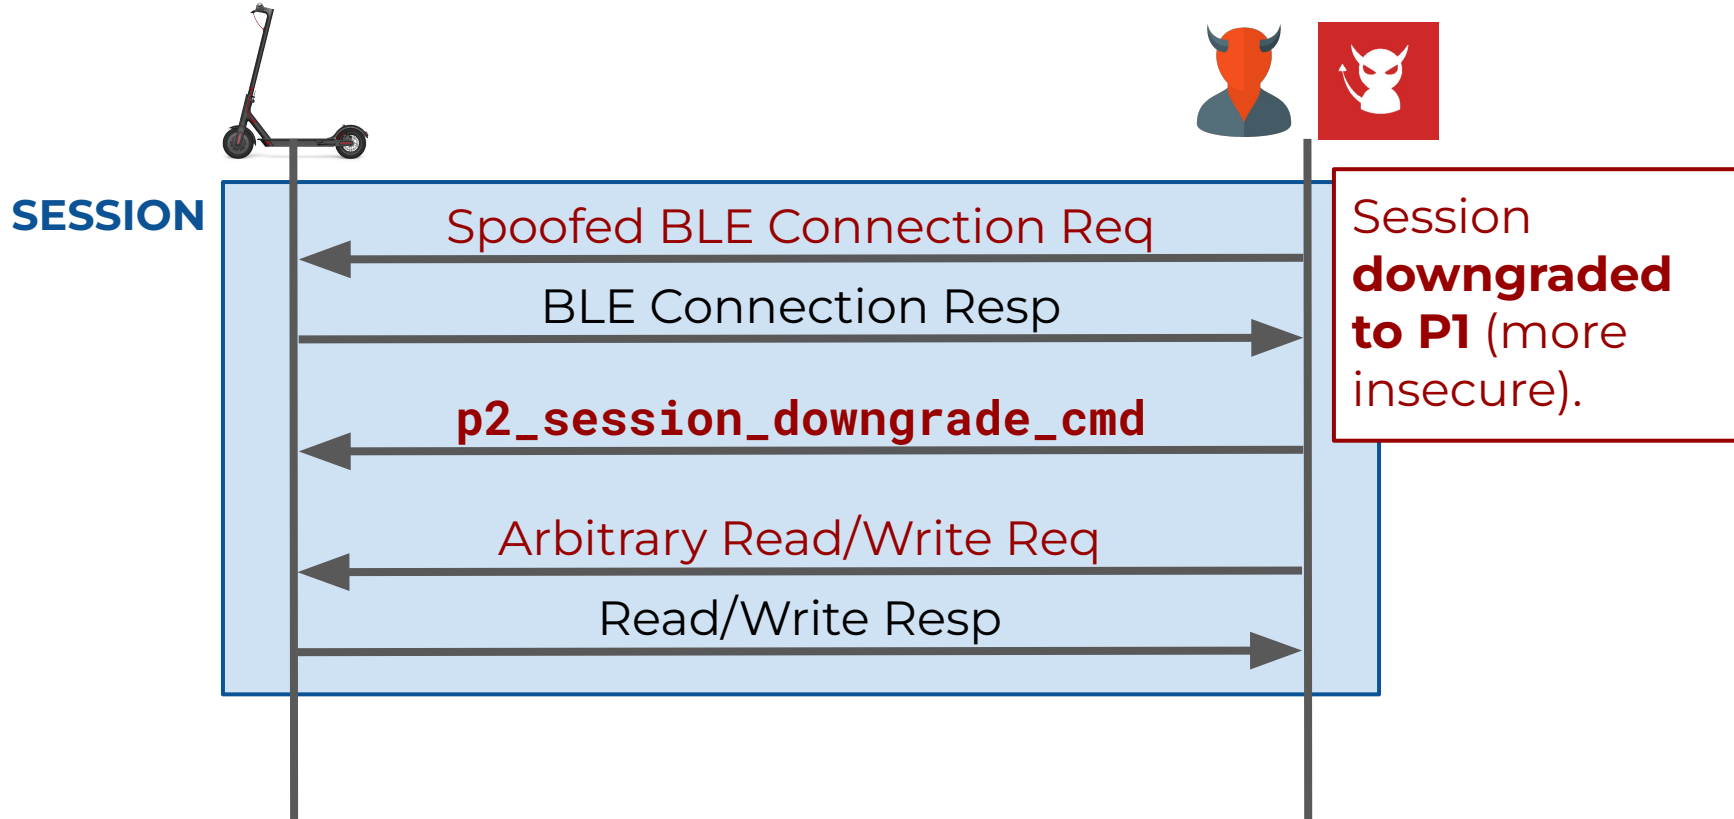 SESSION
Spoofed BLE Connection Req
BLE Connection Resp
p2_session_downgrade_cmd
Arbitrary Read/Write Req
Read/Write Resp
Session
downgraded
to P1 (more
insecure).